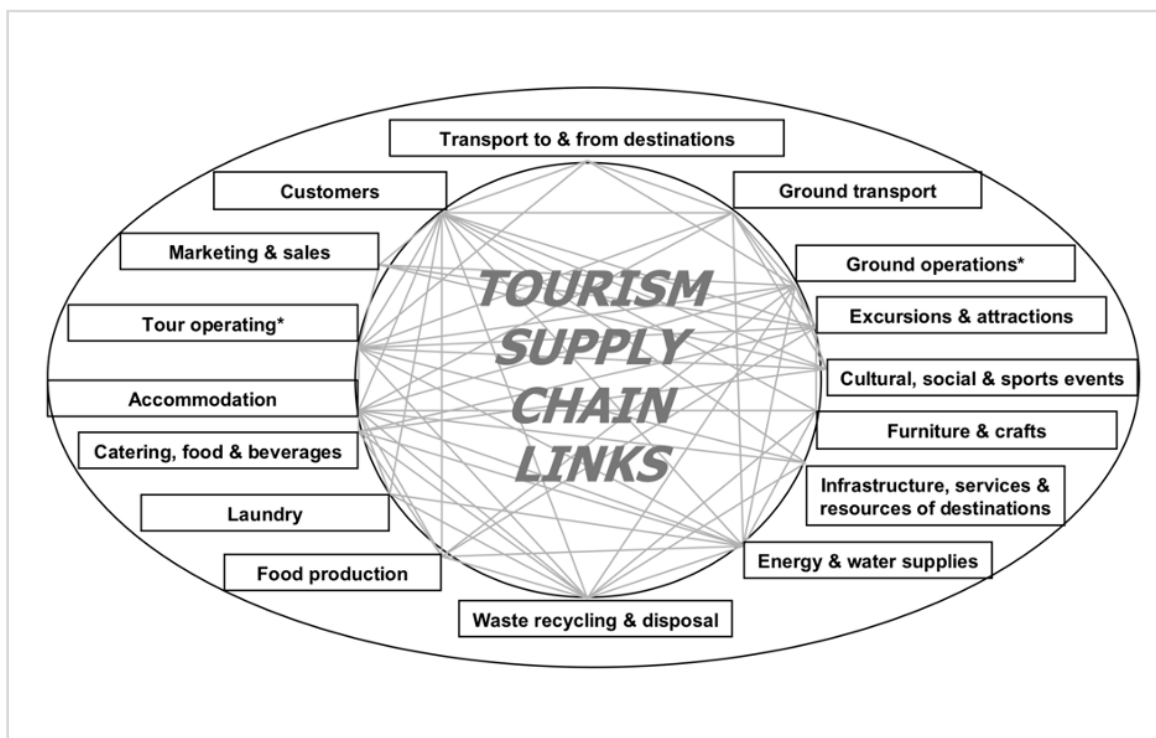 Transport to & from destinations
Customers
Ground transport
Marketing & sales
Ground operations*
Tour operating*
Excursions & attractions
Cultural, social & sports events
Accommodation
Furniture & crafts
Catering, food & beverages
Infrastructure, services &
resources of destinations
Laundry
Energy & water supplies
Food production
Waste recycling & disposal
TOURISM
SUPPLY
CHAIN
LINKS